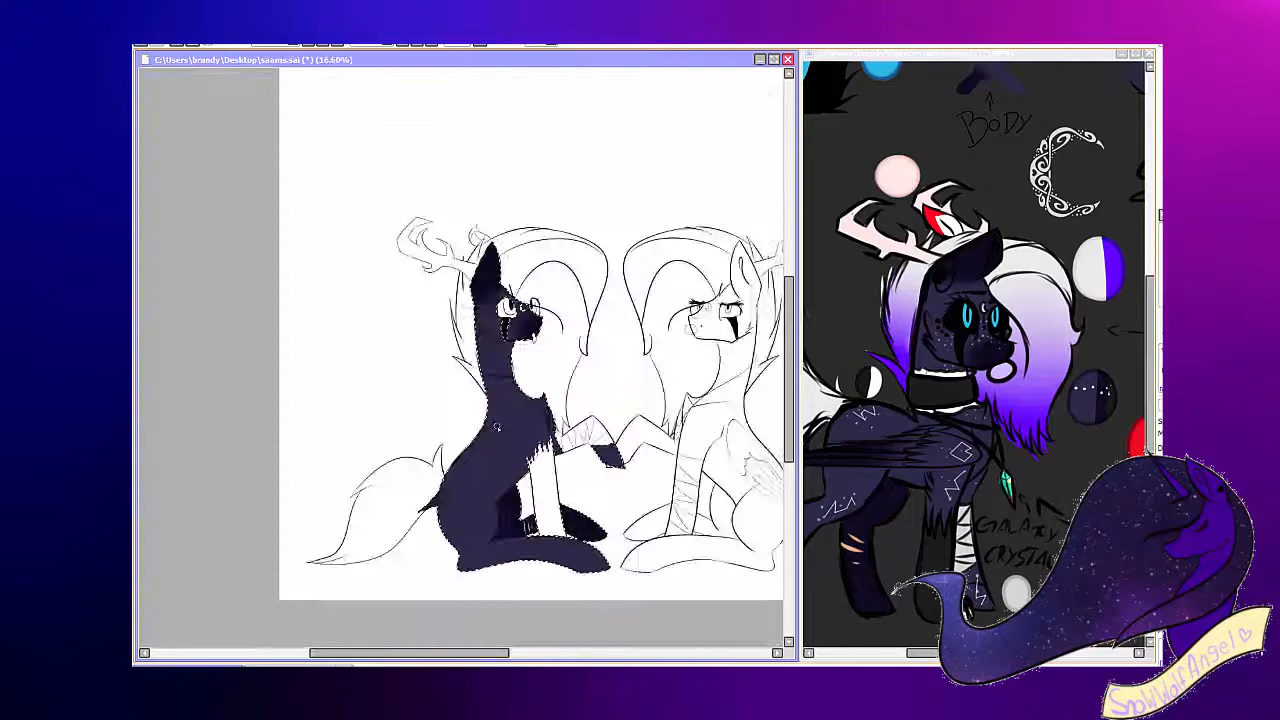 C:\Users\brandy\Desktop\saams.sai (*) (16.60%)
BODY
GALAXY
CRYSTAL
SnowWolfAngel